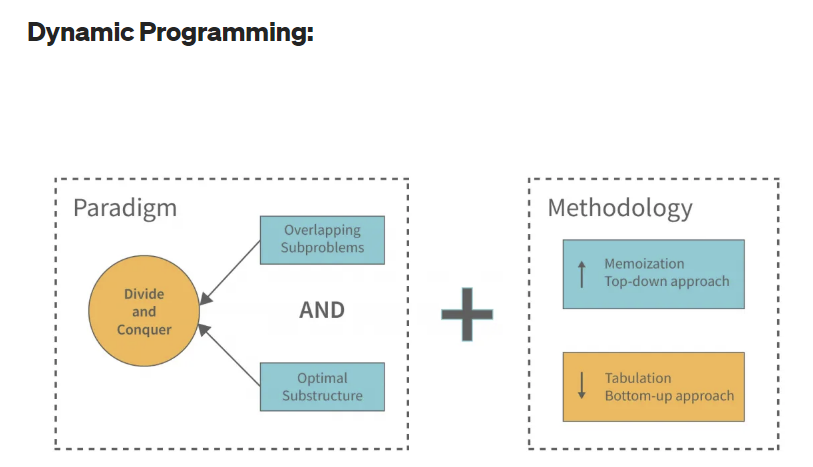 Dynamic Programming:
Paradigm
Overlapping
Subproblems
Divide
and
Conquer
AND
Optimal
Substructure
Methodology
Memoization
Top-down approach
Tabulation
Bottom-up approach